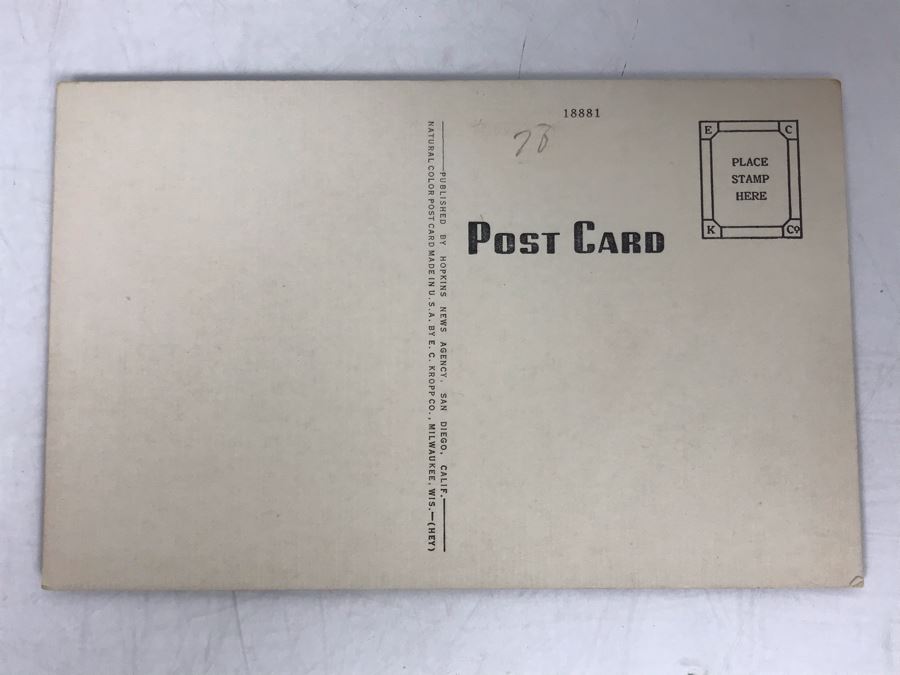 18881
78
E C
PLACE
STAMP
HERE
K Co
POST CARD
PUBLISHED BY HOPKINS NEWS AGENCY, SAN DIEGO, CALIF.
NATURAL COLOR POST CARD MADE IN U.S.A. BY E. C. KROPP CO., MILWAUKEE, WIS.—(HEY)